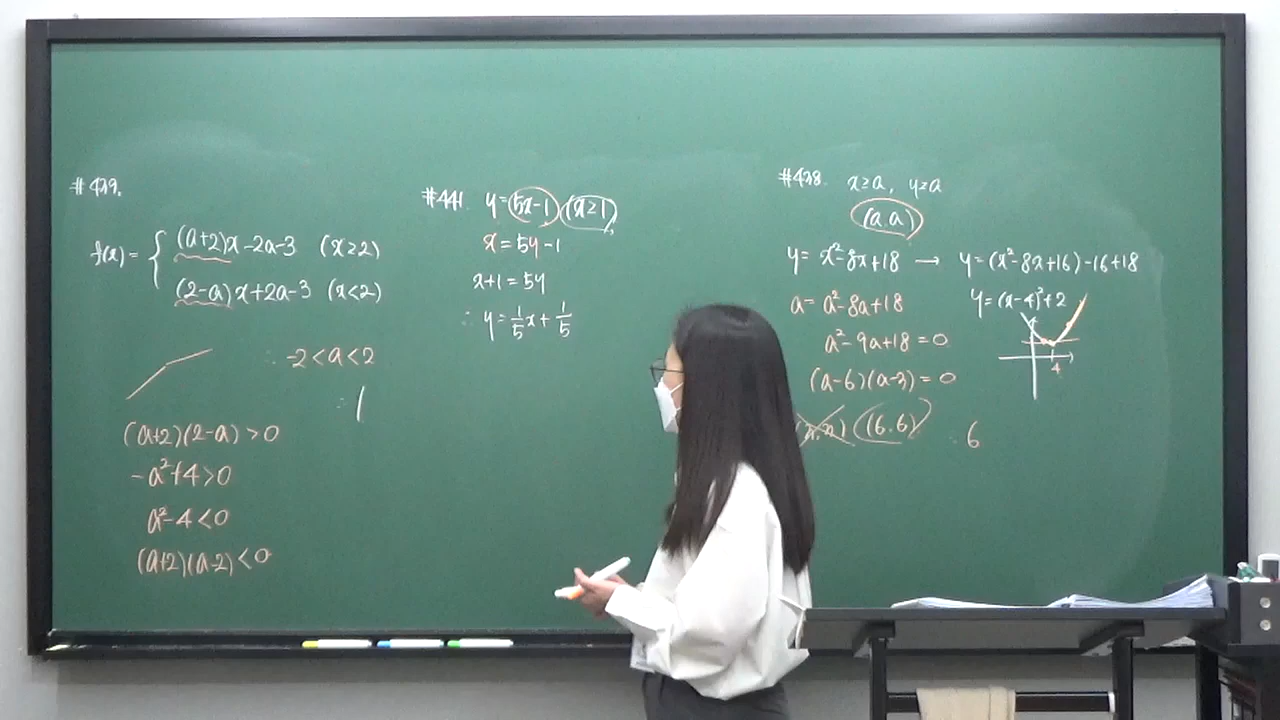 #429.
f(x) = { (a+2)x-2a-3 (x≥2)
(2-a)x+2a-3 (x<2)
∴ -2<a<2
: 1
(a+2)(2-a)>0
-a²+4>0
a²-4<0
(a+2)(a-2)<0
#441. y=5x-1 (x≥1)
x=5y-1
x+1=5y
∴ y=1/5x+1/5
#428. x≥a, y≥a
(a.a)
y=x²-8x+18 → y=(x²-8x+16)-16+18
y=(x-4)²+2
4
a=a²-8a+18
a²-9a+18=0
(a-6)(a-3)=0
(6.6) ∴ 6